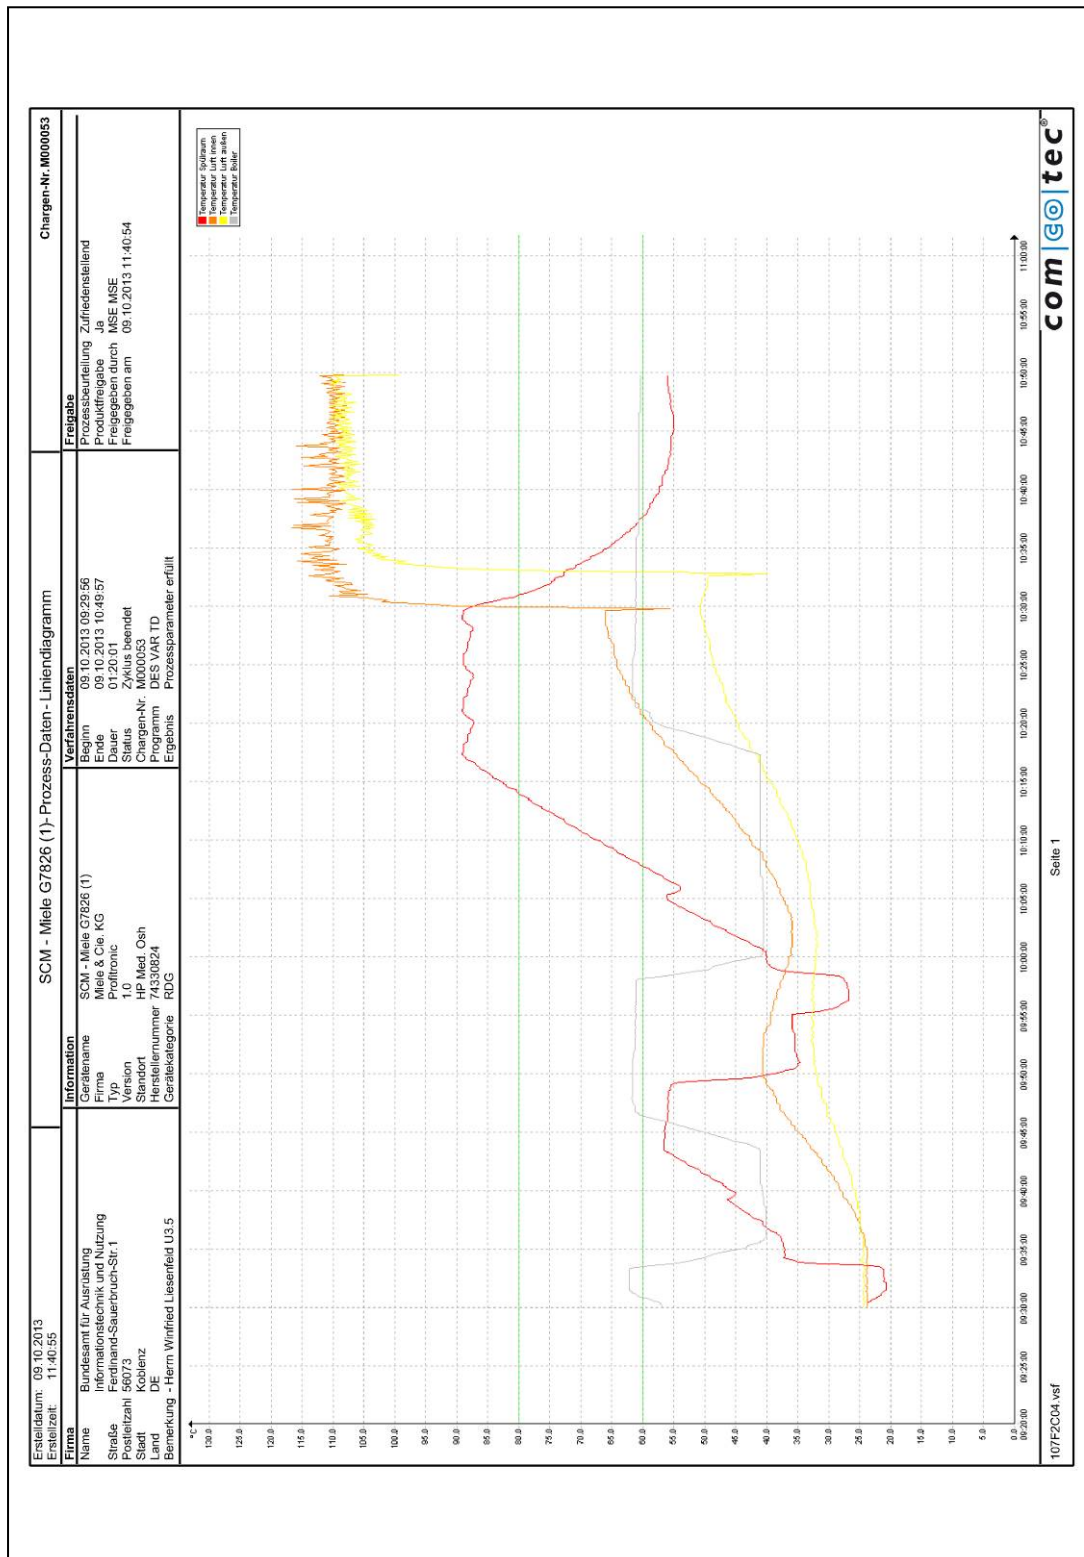 Erstelldatum: 09.10.2013
Erstellzeit: 11:40:55
SCM - Miele G7826 (1)- Prozess-Daten - Liniendiagramm
Chargen-Nr. M000053
Firma
Name Bundesamt für Ausrüstung
Informationstechnik und Nutzung
Straße Ferdinand-Sauerbruch-Str.1
Postleitzahl 56073
Stadt Koblenz
Land DE
Bemerkung - Herrn Winfried Liesenfeld U3.5
Information
Gerätename SCM - Miele G7826 (1)
Firma Miele & Cie. KG
Typ Profitronic
Version 1.0
Standort HP Med. Osh
Herstellernummer 74330824
Gerätekategorie RDG
Verfahrensdaten
Beginn 09.10.2013 09:29:56
Ende 09.10.2013 10:49:57
Dauer 01:20:01
Status Zyklus beendet
Chargen-Nr. M000053
Programm DES VAR TD
Ergebnis Prozessparameter erfüllt
Freigabe
Prozessbeurteilung Zufriedenstellend
Produktfreigabe Ja
Freigegeben durch MSE MSE
Freigegeben am 09.10.2013 11:40:54
Temperatur Spülraum
Temperatur Luft innen
Temperatur Luft außen
Temperatur Boiler
°C
130.0
125.0
120.0
115.0
110.0
105.0
100.0
95.0
90.0
85.0
80.0
75.0
70.0
65.0
60.0
55.0
50.0
45.0
40.0
35.0
30.0
25.0
20.0
15.0
10.0
5.0
0.0
09:20:00 09:25:00 09:30:00 09:35:00 09:40:00 09:45:00 09:50:00 09:55:00 10:00:00 10:05:00 10:10:00 10:15:00 10:20:00 10:25:00 10:30:00 10:35:00 10:40:00 10:45:00 10:50:00 10:55:00 11:00:00
107F2C04.vsf
Seite 1
com|go|tec®